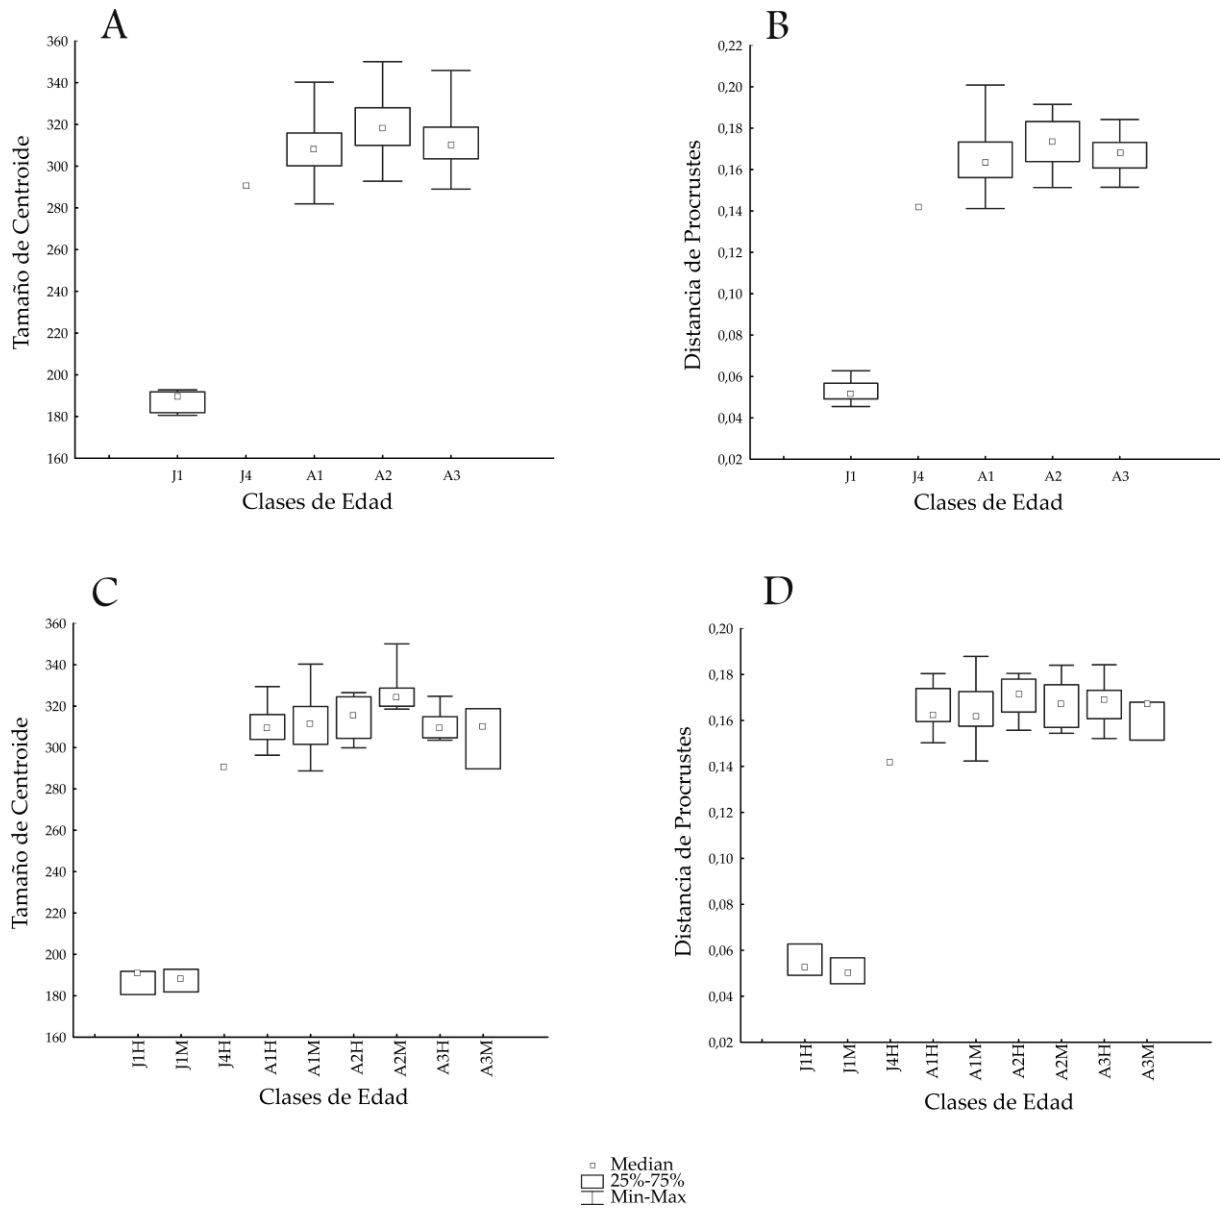 A
360
340
320
300
280
260
240
220
200
180
160
Tamaño de Centroide
J1 J4 A1 A2 A3
Clases de Edad
B
0,22
0,20
0,18
0,16
0,14
0,12
0,10
0,08
0,06
0,04
0,02
Distancia de Procrustes
J1 J4 A1 A2 A3
Clases de Edad
C
360
340
320
300
280
260
240
220
200
180
160
Tamaño de Centroide
J1H J1M J4H A1H A1M A2H A2M A3H A3M
Clases de Edad
D
0,20
0,18
0,16
0,14
0,12
0,10
0,08
0,06
0,04
0,02
Distancia de Procrustes
J1H J1M J4H A1H A1M A2H A2M A3H A3M
Clases de Edad
Median
25%-75%
Min-Max